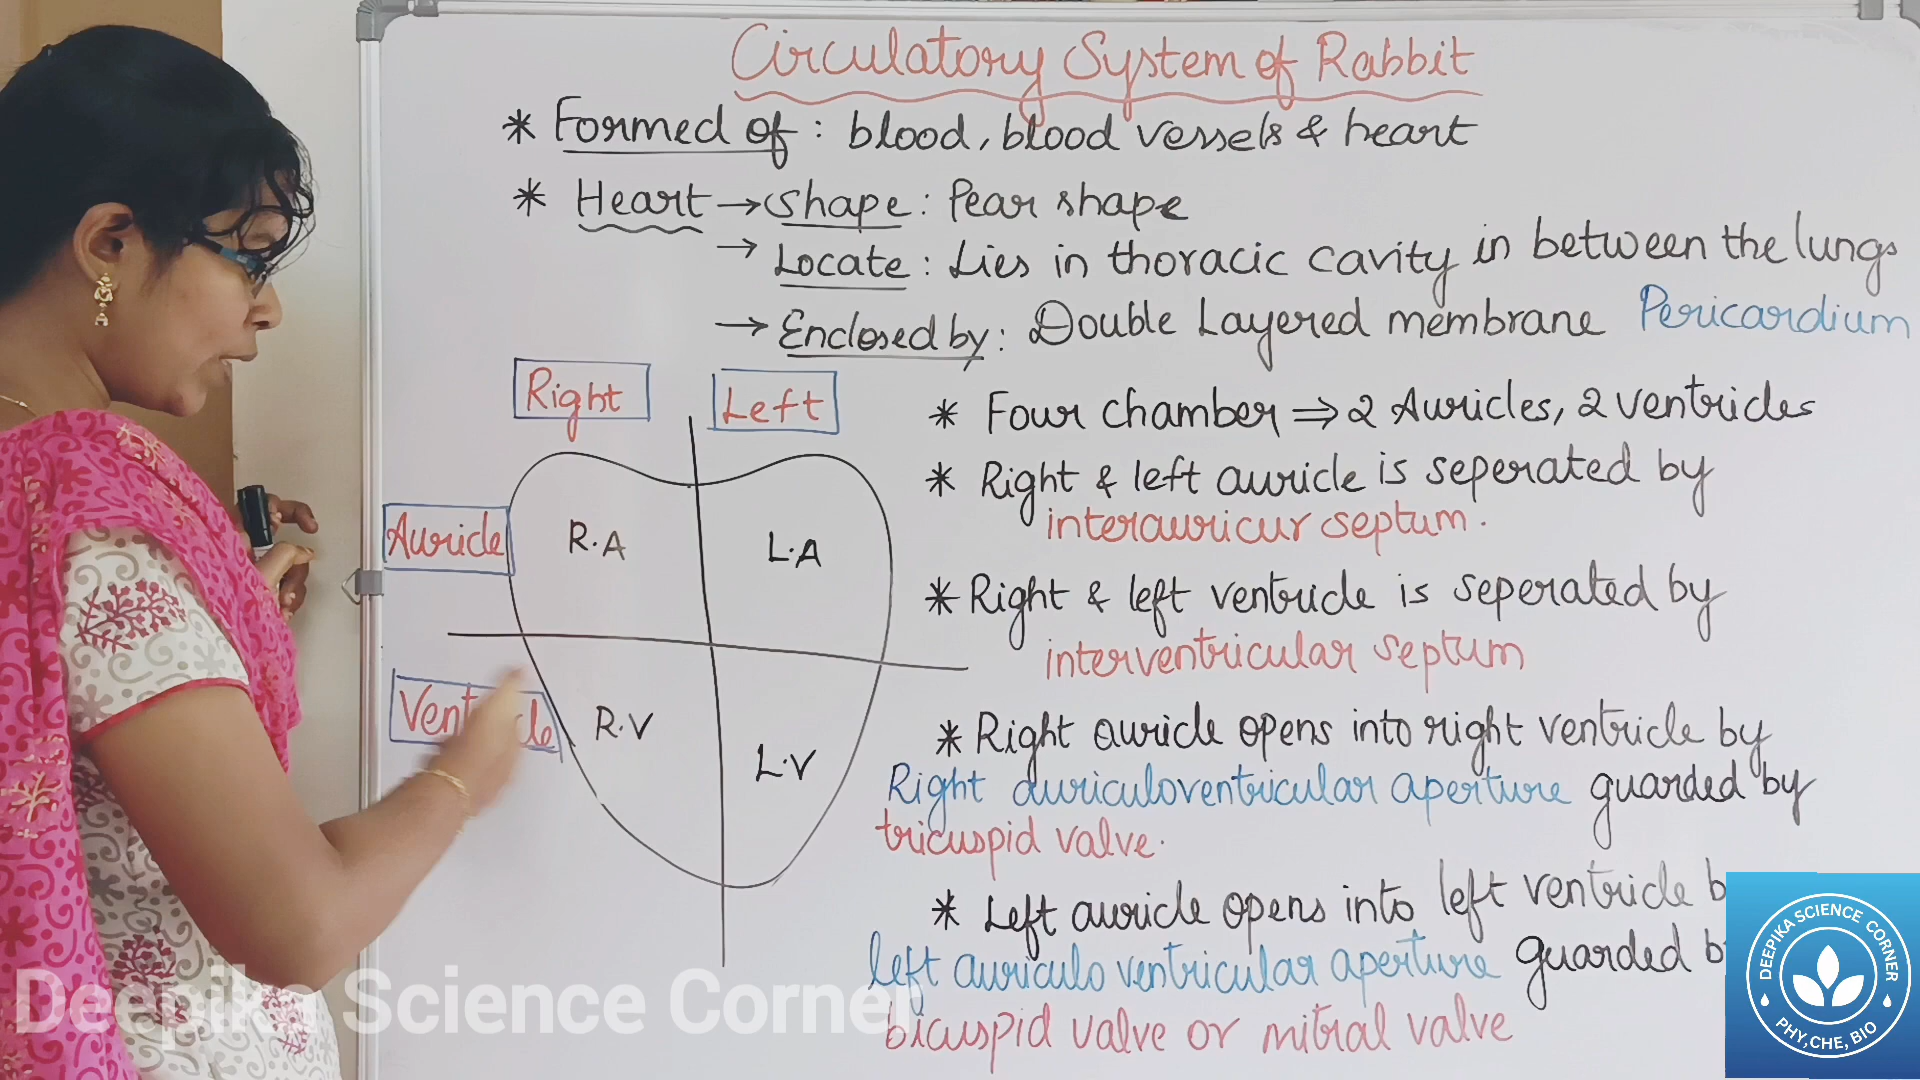 Circulatory System of Rabbit
* Formed of : blood, blood vessels & heart
* Heart → Shape : Pear shape
→ Locate : Lies in thoracic cavity in between the lungs
→ Enclosed by : Double Layered membrane Pericardium
Right Left
* Four chamber ⇒ 2 Auricles, 2 ventricles
* Right & left auricle is seperated by
interauricur septum.
Auricle R.A L.A
* Right & left ventricle is seperated by
interventricular septum
Ventricle R.V L.V
* Right auricle opens into right ventricle by
Right auriculoventricular aperture guarded by
tricuspid valve.
* Left auricle opens into left ventricle b
left auriculo ventricular aperture guarded b
bicuspid valve or mitral valve
Deepika Science Corner
DEEPIKA SCIENCE CORNER
PHY, CHE, BIO